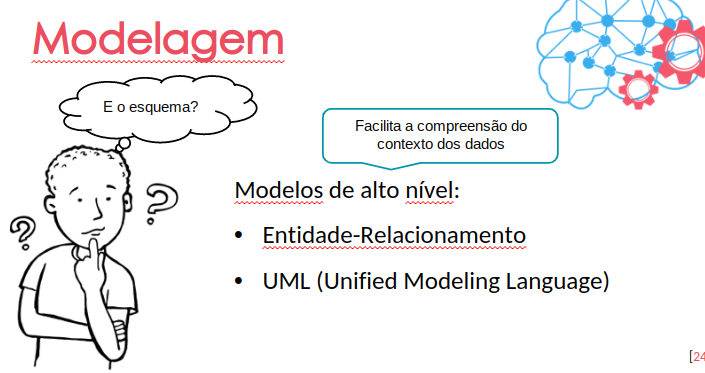 Modelagem
E o esquema?
Facilita a compreensão do
contexto dos dados
Modelos de alto nível:
• Entidade-Relacionamento
• UML (Unified Modeling Language)
?
?
[24